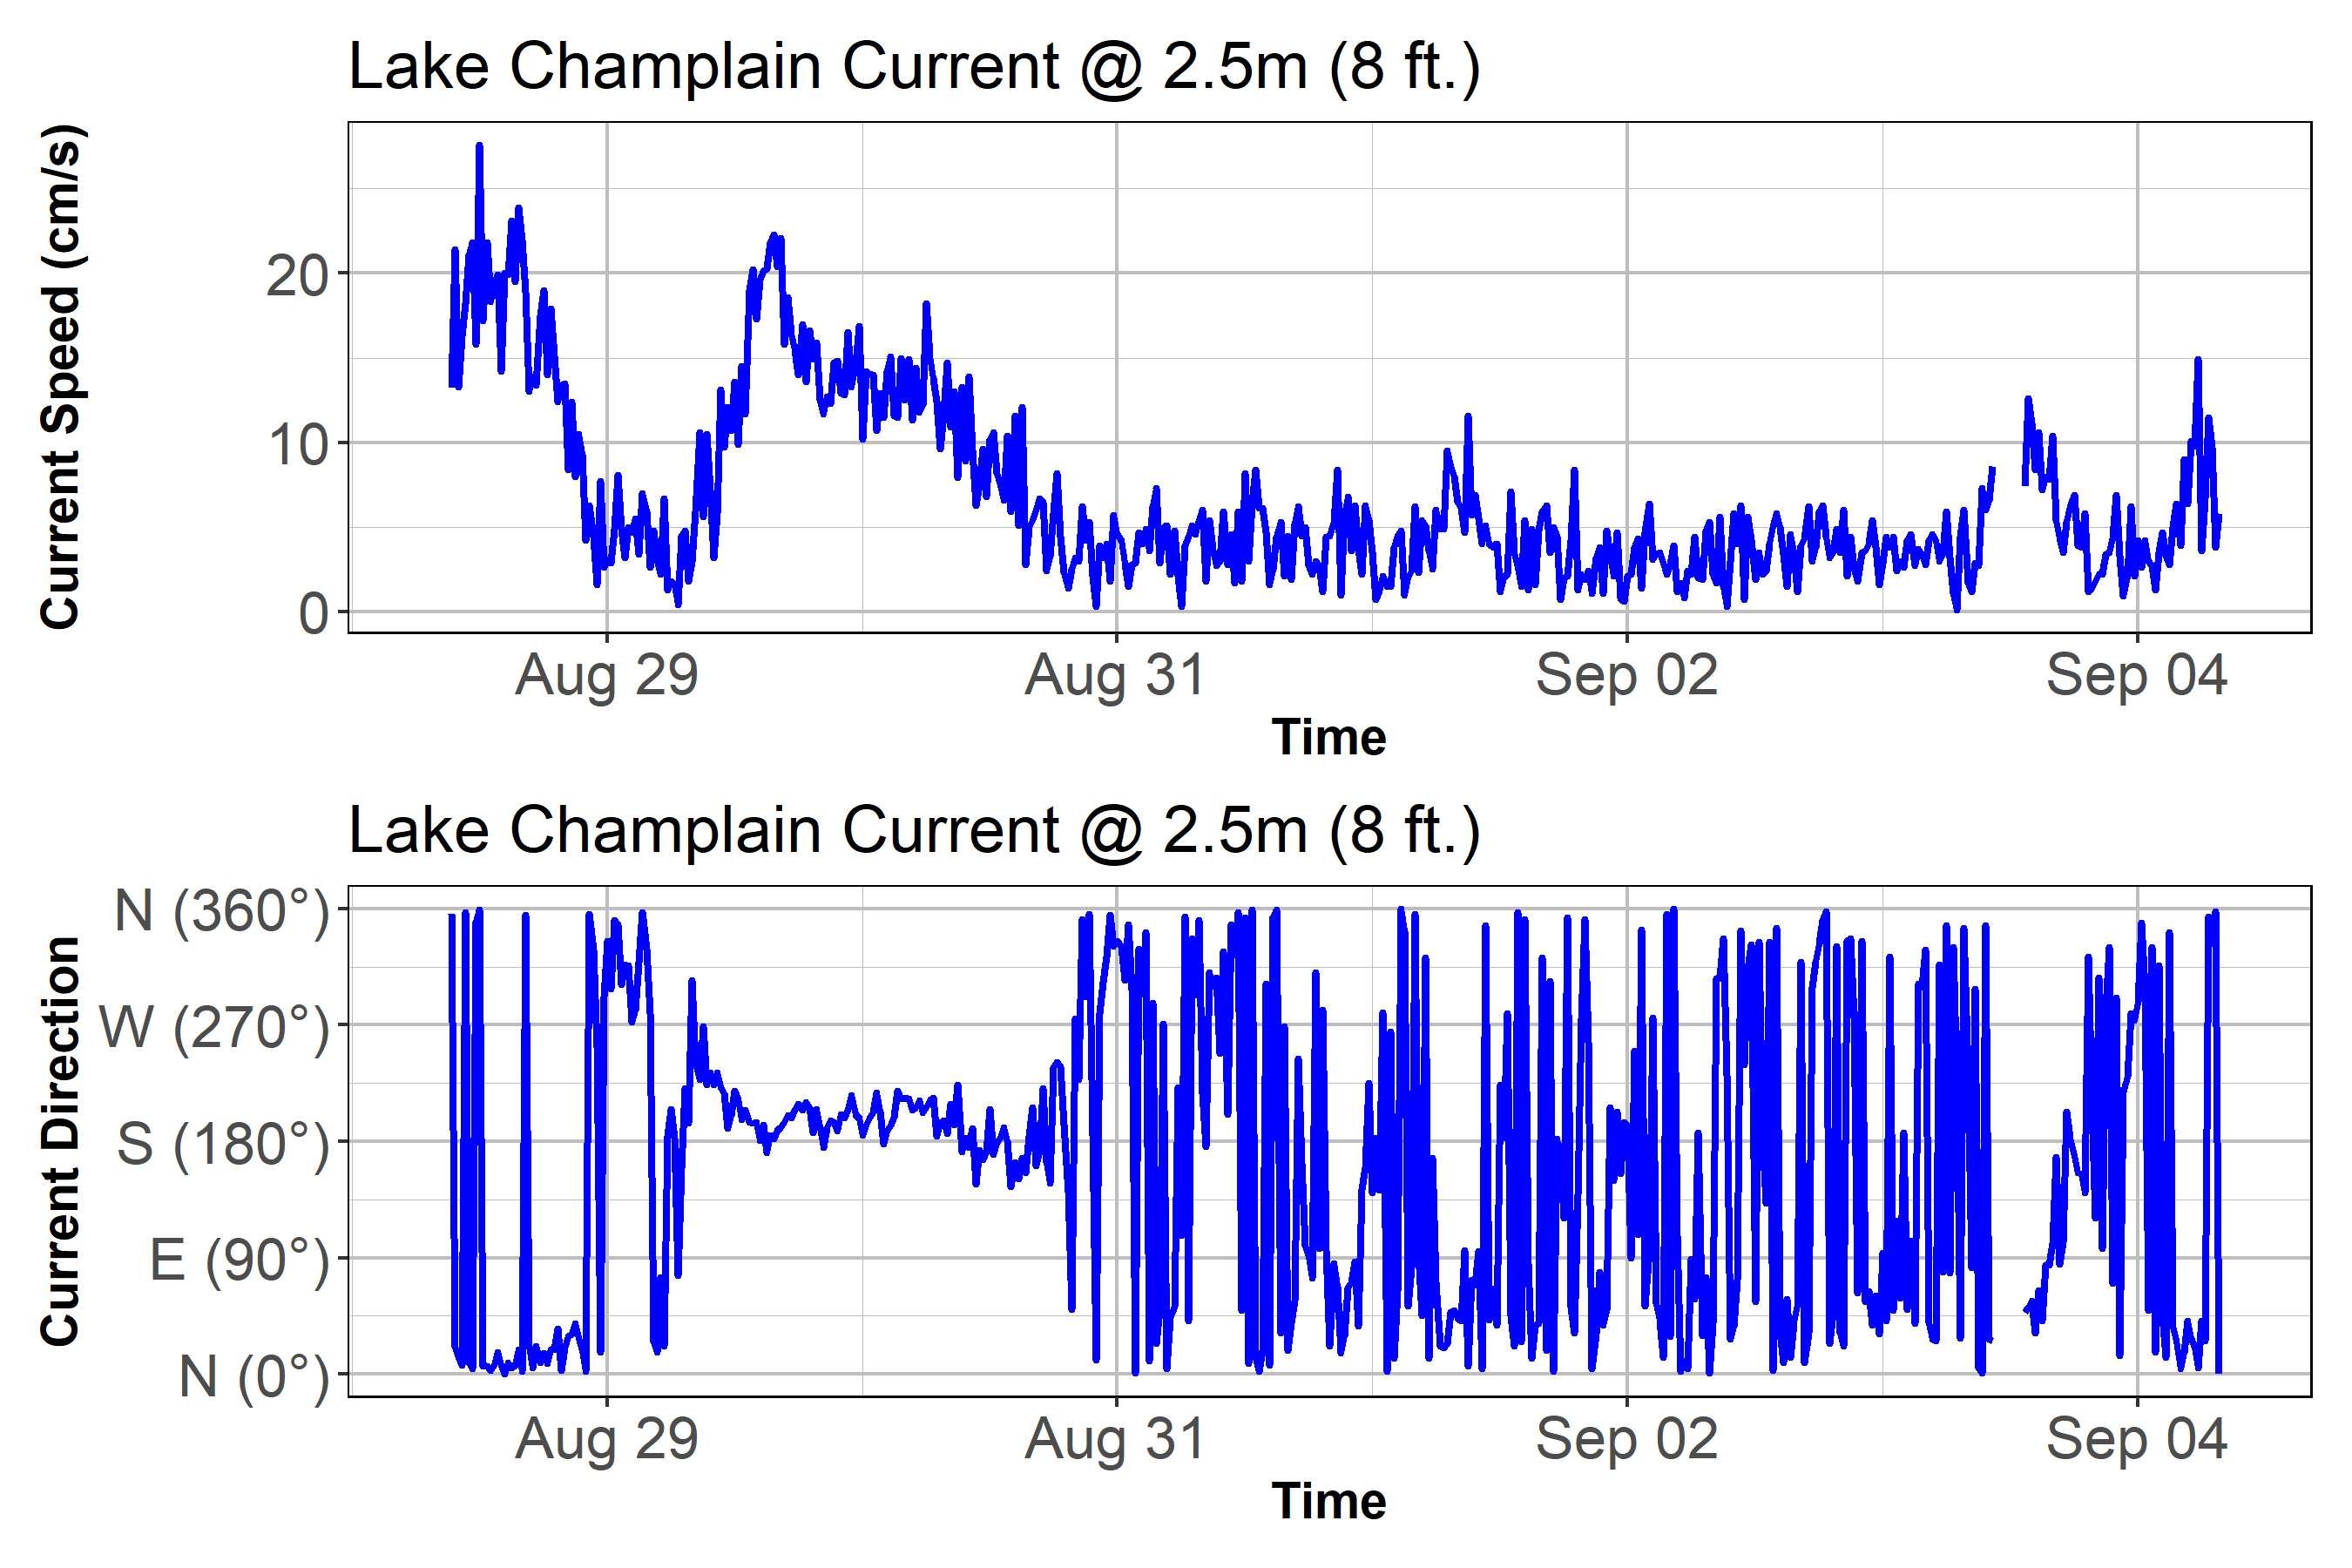 Lake Champlain Current @ 2.5m (8 ft.)
Current Speed (cm/s)
20
10
0
Aug 29
Aug 31
Sep 02
Sep 04
Time
Lake Champlain Current @ 2.5m (8 ft.)
Current Direction
N (360°)
W (270°)
S (180°)
E (90°)
N (0°)
Aug 29
Aug 31
Sep 02
Sep 04
Time